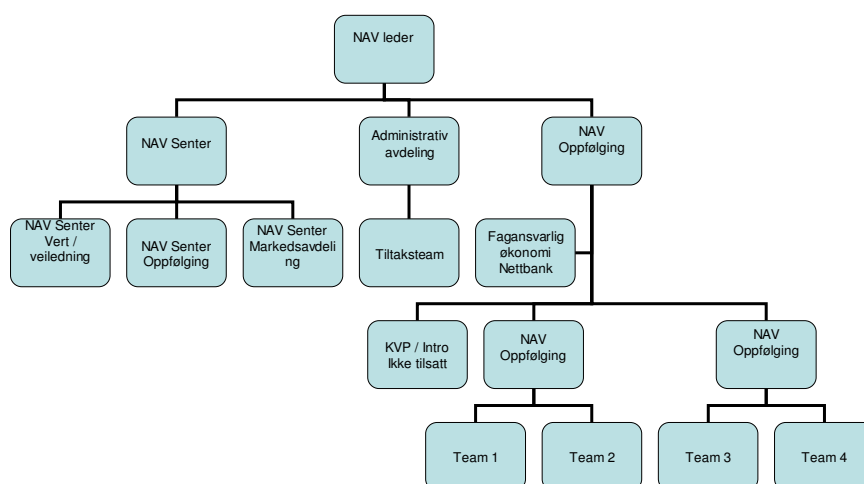 NAV leder
NAV Senter
Administrativ
avdeling
NAV
Oppfølging
NAV Senter
Vert /
veiledning
NAV Senter
Oppfølging
NAV Senter
Markedsavdeli
ng
Tiltaksteam
Fagansvarlig
økonomi
Nettbank
KVP / Intro
Ikke tilsatt
NAV
Oppfølging
NAV
Oppfølging
Team 1
Team 2
Team 3
Team 4